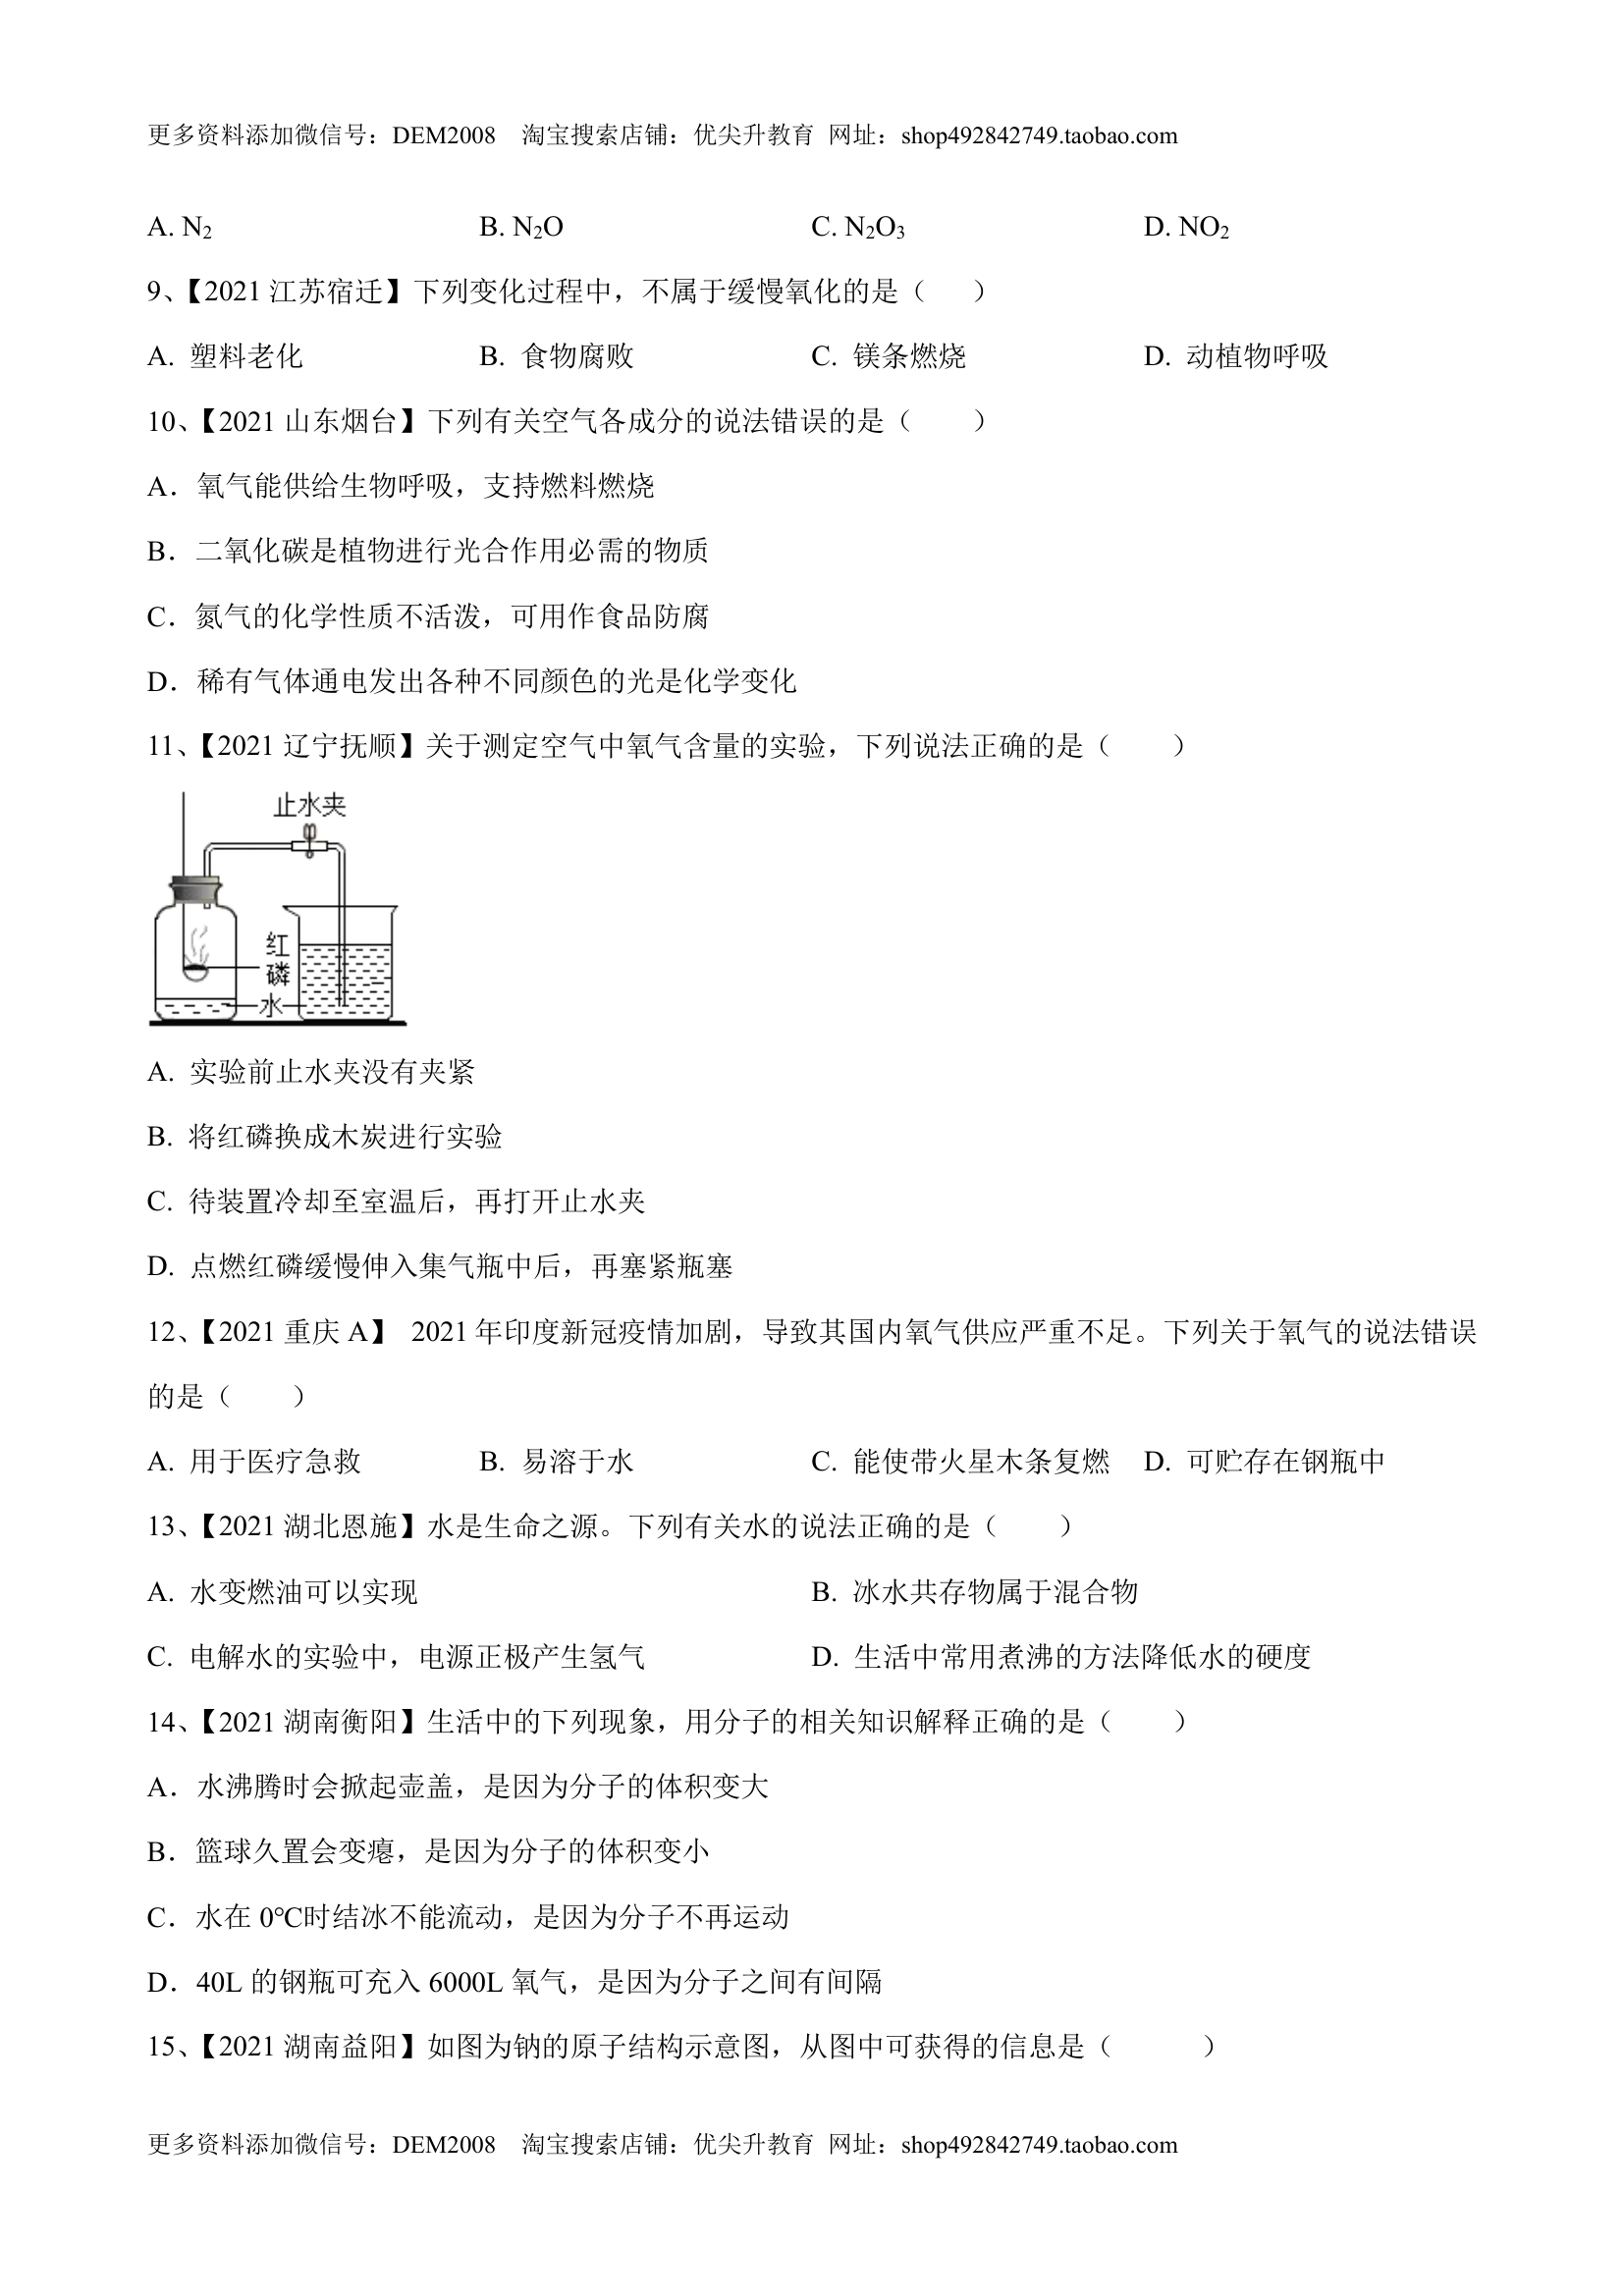 更多资料添加微信号：DEM2008 淘宝搜索店铺：优尖升教育 网址：shop492842749.taobao.com
A. N₂ B. N₂O C. N₂O₃ D. NO₂
9、【2021 江苏宿迁】下列变化过程中，不属于缓慢氧化的是（ ）
A. 塑料老化 B. 食物腐败 C. 镁条燃烧 D. 动植物呼吸
10、【2021 山东烟台】下列有关空气各成分的说法错误的是（ ）
A．氧气能供给生物呼吸，支持燃料燃烧
B．二氧化碳是植物进行光合作用必需的物质
C．氮气的化学性质不活泼，可用作食品防腐
D．稀有气体通电发出各种不同颜色的光是化学变化
11、【2021 辽宁抚顺】关于测定空气中氧气含量的实验，下列说法正确的是（ ）
止水夹
红
磷
水
A. 实验前止水夹没有夹紧
B. 将红磷换成木炭进行实验
C. 待装置冷却至室温后，再打开止水夹
D. 点燃红磷缓慢伸入集气瓶中后，再塞紧瓶塞
12、【2021 重庆 A】 2021 年印度新冠疫情加剧，导致其国内氧气供应严重不足。下列关于氧气的说法错误
的是（ ）
A. 用于医疗急救 B. 易溶于水 C. 能使带火星木条复燃 D. 可贮存在钢瓶中
13、【2021 湖北恩施】水是生命之源。下列有关水的说法正确的是（ ）
A. 水变燃油可以实现 B. 冰水共存物属于混合物
C. 电解水的实验中，电源正极产生氢气 D. 生活中常用煮沸的方法降低水的硬度
14、【2021 湖南衡阳】生活中的下列现象，用分子的相关知识解释正确的是（ ）
A．水沸腾时会掀起壶盖，是因为分子的体积变大
B．篮球久置会变瘪，是因为分子的体积变小
C．水在 0℃时结冰不能流动，是因为分子不再运动
D．40L 的钢瓶可充入 6000L 氧气，是因为分子之间有间隔
15、【2021 湖南益阳】如图为钠的原子结构示意图，从图中可获得的信息是（ ）
更多资料添加微信号：DEM2008 淘宝搜索店铺：优尖升教育 网址：shop492842749.taobao.com